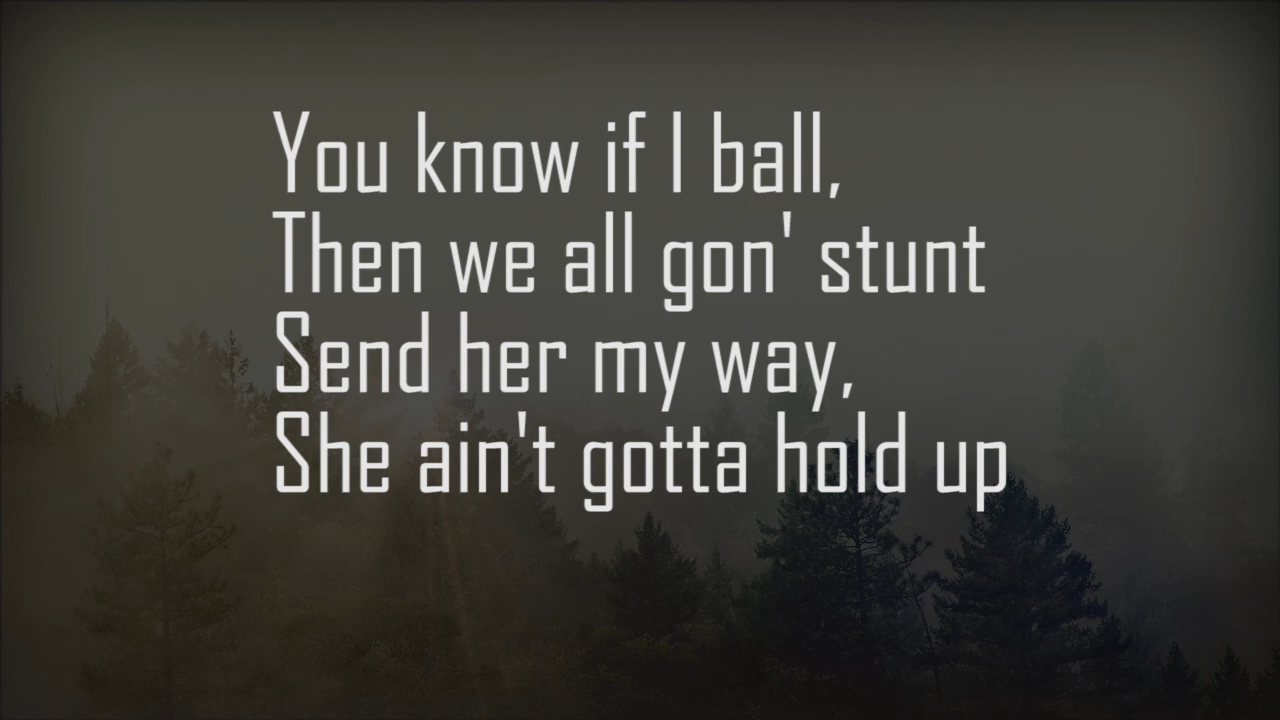 You know if I ball,
Then we all gon' stunt
Send her my way,
She ain't gotta hold up